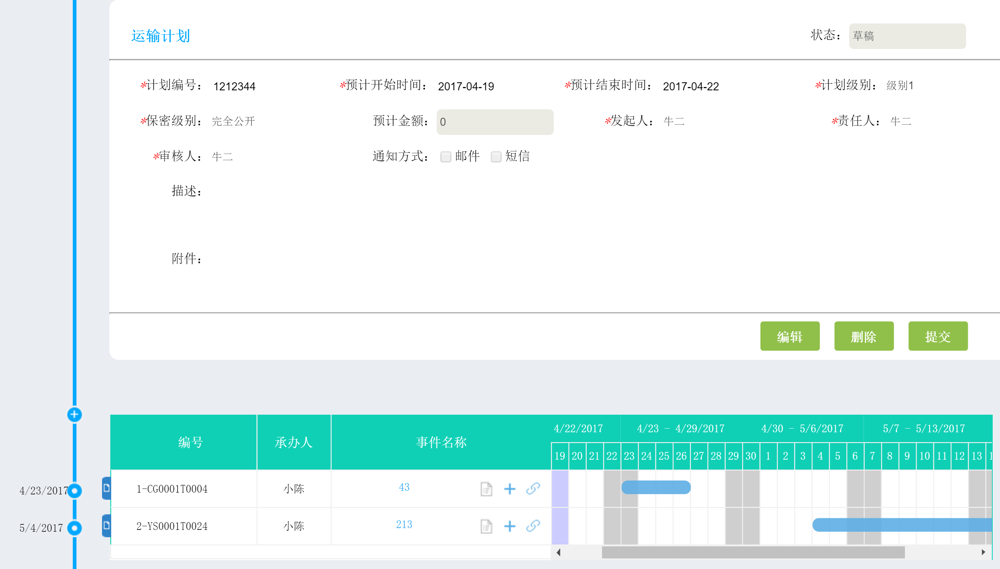 运输计划 状态： 草稿
*计划编号： 1212344 *预计开始时间： 2017-04-19 *预计结束时间： 2017-04-22 *计划级别： 级别1
*保密级别： 完全公开 预计金额： 0 *发起人： 牛二 *责任人： 牛二
*审核人： 牛二 通知方式： 邮件 短信
描述：
附件：
编辑 删除 提交
编号 承办人 事件名称 4/22/2017 4/23 - 4/29/2017 4/30 - 5/6/2017 5/7 - 5/13/2017
19 20 21 22 23 24 25 26 27 28 29 30 1 2 3 4 5 6 7 8 9 10 11 12 13
4/23/2017 1-CG0001T0004 小陈 43
5/4/2017 2-YS0001T0024 小陈 213